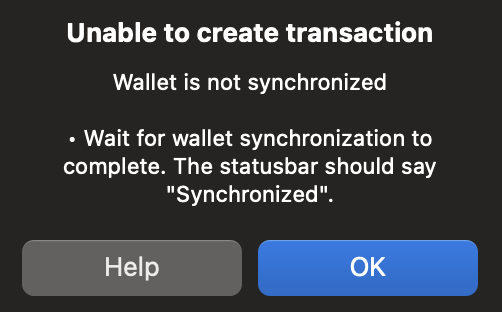 Unable to create transaction
Wallet is not synchronized
• Wait for wallet synchronization to
complete. The statusbar should say
"Synchronized".
Help
OK